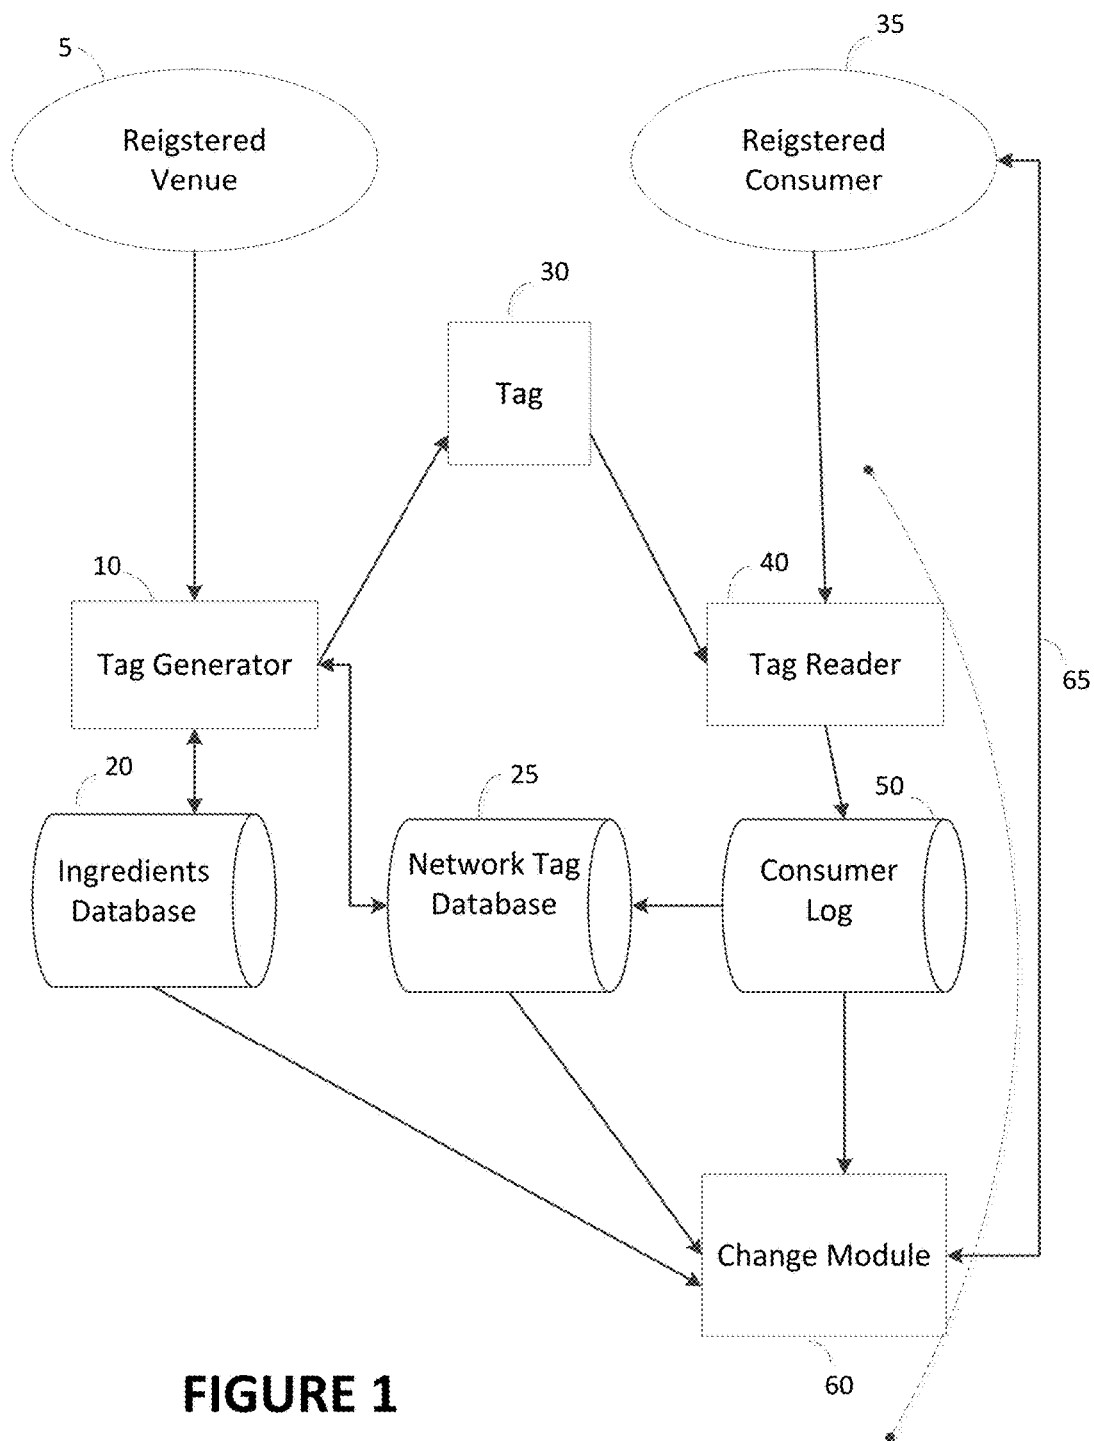 5
35
Reigstered
Venue
Reigstered
Consumer
30
Tag
10
40
Tag Generator
Tag Reader
65
20
25
50
Ingredients
Database
Network Tag
Database
Consumer
Log
Change Module
60
FIGURE 1